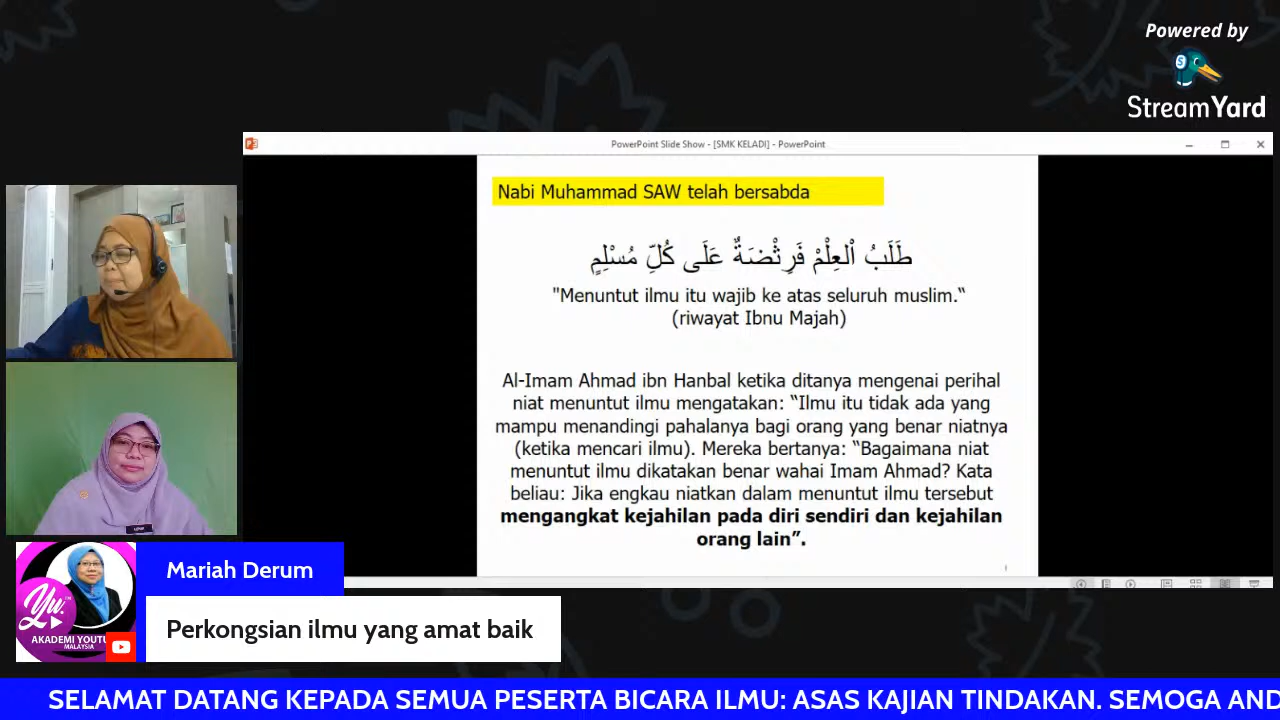 Powered by
StreamYard
PowerPoint Slide Show - [SMK KELADI] - PowerPoint
Nabi Muhammad SAW telah bersabda
طَلَبُ اْلعِلْمْ فَرِثْضَةٌ عَلَى كُلِّ مُسْلِمٍ
"Menuntut ilmu itu wajib ke atas seluruh muslim.“
(riwayat Ibnu Majah)
Al-Imam Ahmad ibn Hanbal ketika ditanya mengenai perihal
niat menuntut ilmu mengatakan: “Ilmu itu tidak ada yang
mampu menandingi pahalanya bagi orang yang benar niatnya
(ketika mencari ilmu). Mereka bertanya: “Bagaimana niat
menuntut ilmu dikatakan benar wahai Imam Ahmad? Kata
beliau: Jika engkau niatkan dalam menuntut ilmu tersebut
mengangkat kejahilan pada diri sendiri dan kejahilan
orang lain”.
Mariah Derum
Perkongsian ilmu yang amat baik
Yu
AKADEMI YOUTU
MALAYSIA
SELAMAT DATANG KEPADA SEMUA PESERTA BICARA ILMU: ASAS KAJIAN TINDAKAN. SEMOGA AND